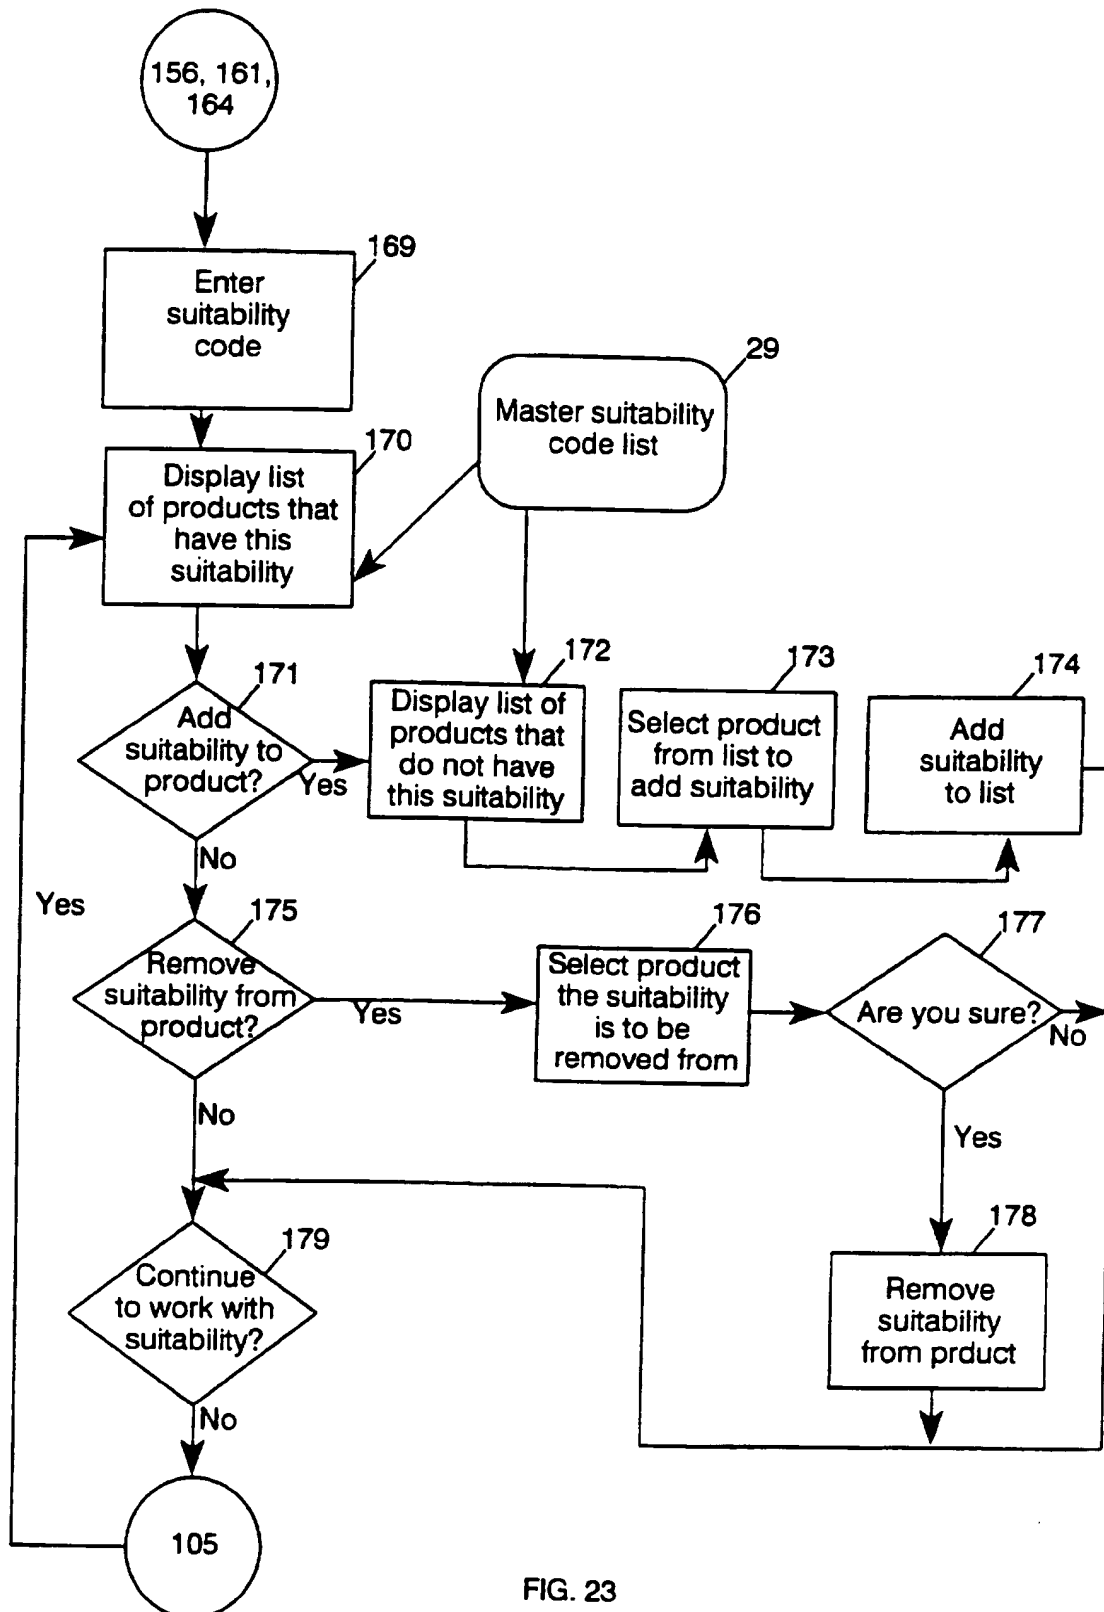 156, 161,
164
169
Enter
suitability
code
29
Master suitability
code list
170
Display list
of products that
have this
suitability
171
Add
suitability to
product?
Yes
172
Display list of
products that
do not have
this suitability
173
Select product
from list to
add suitability
174
Add
suitability
to list
No
Yes
175
Remove
suitability from
product?
Yes
176
Select product
the suitability
is to be
removed from
177
Are you sure?
No
No
Yes
178
Remove
suitability
from prduct
179
Continue
to work with
suitability?
No
105
FIG. 23